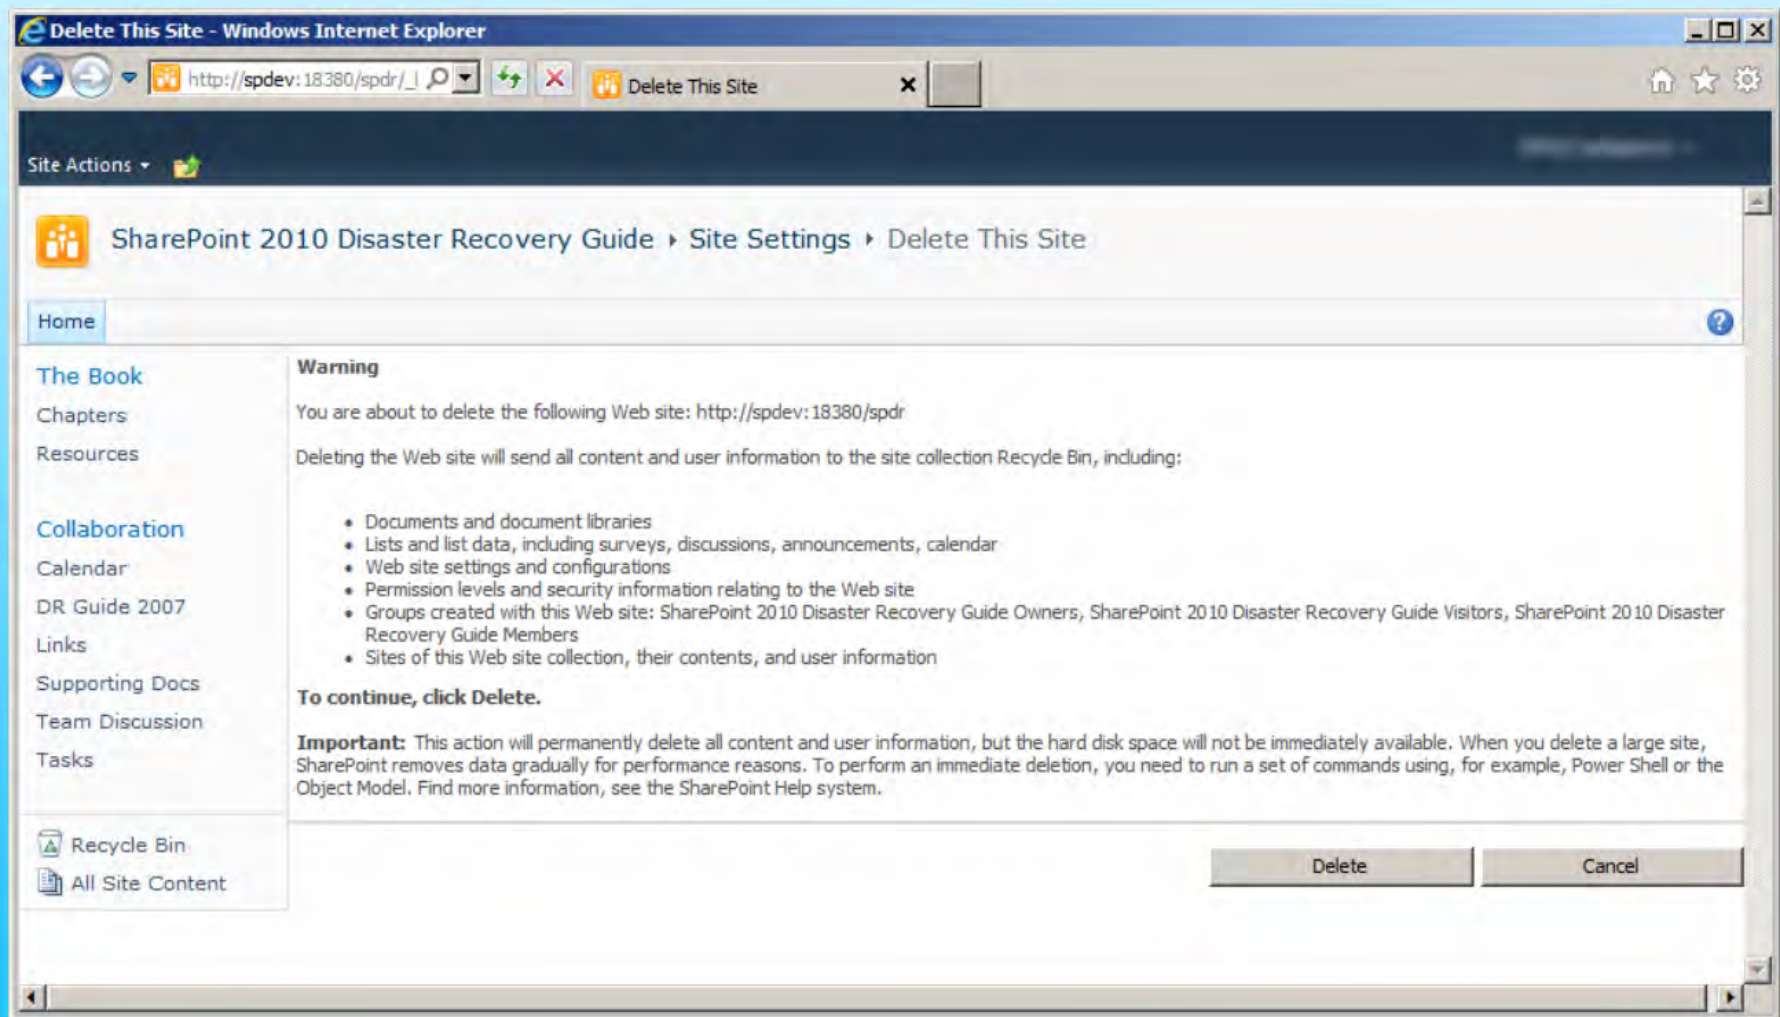 Delete This Site - Windows Internet Explorer
http://spdev:18380/spdr/_l
Delete This Site
Site Actions
SharePoint 2010 Disaster Recovery Guide Site Settings Delete This Site
Home
The Book
Chapters
Resources
Collaboration
Calendar
DR Guide 2007
Links
Supporting Docs
Team Discussion
Tasks
Recycle Bin
All Site Content
Warning
You are about to delete the following Web site: http://spdev:18380/spdr
Deleting the Web site will send all content and user information to the site collection Recycle Bin, including:
• Documents and document libraries
• Lists and list data, including surveys, discussions, announcements, calendar
• Web site settings and configurations
• Permission levels and security information relating to the Web site
• Groups created with this Web site: SharePoint 2010 Disaster Recovery Guide Owners, SharePoint 2010 Disaster Recovery Guide Visitors, SharePoint 2010 Disaster
Recovery Guide Members
• Sites of this Web site collection, their contents, and user information
To continue, click Delete.
Important: This action will permanently delete all content and user information, but the hard disk space will not be immediately available. When you delete a large site,
SharePoint removes data gradually for performance reasons. To perform an immediate deletion, you need to run a set of commands using, for example, Power Shell or the
Object Model. Find more information, see the SharePoint Help system.
Delete
Cancel